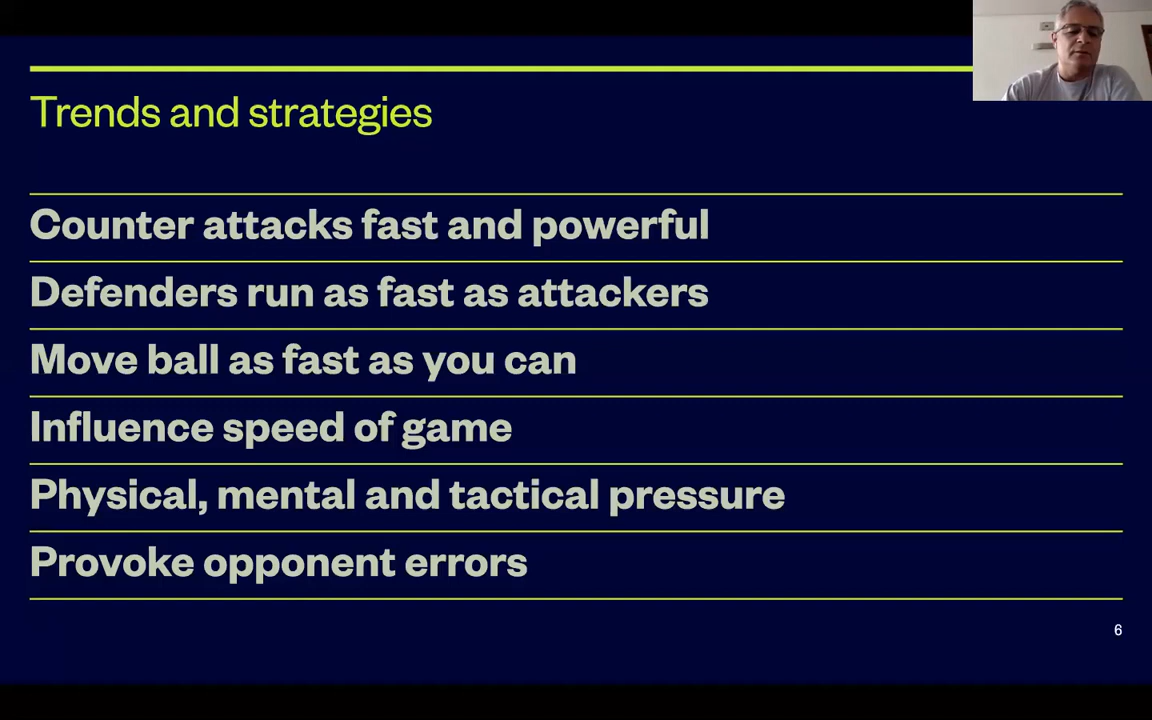 Trends and strategies
Counter attacks fast and powerful
Defenders run as fast as attackers
Move ball as fast as you can
Influence speed of game
Physical, mental and tactical pressure
Provoke opponent errors
6